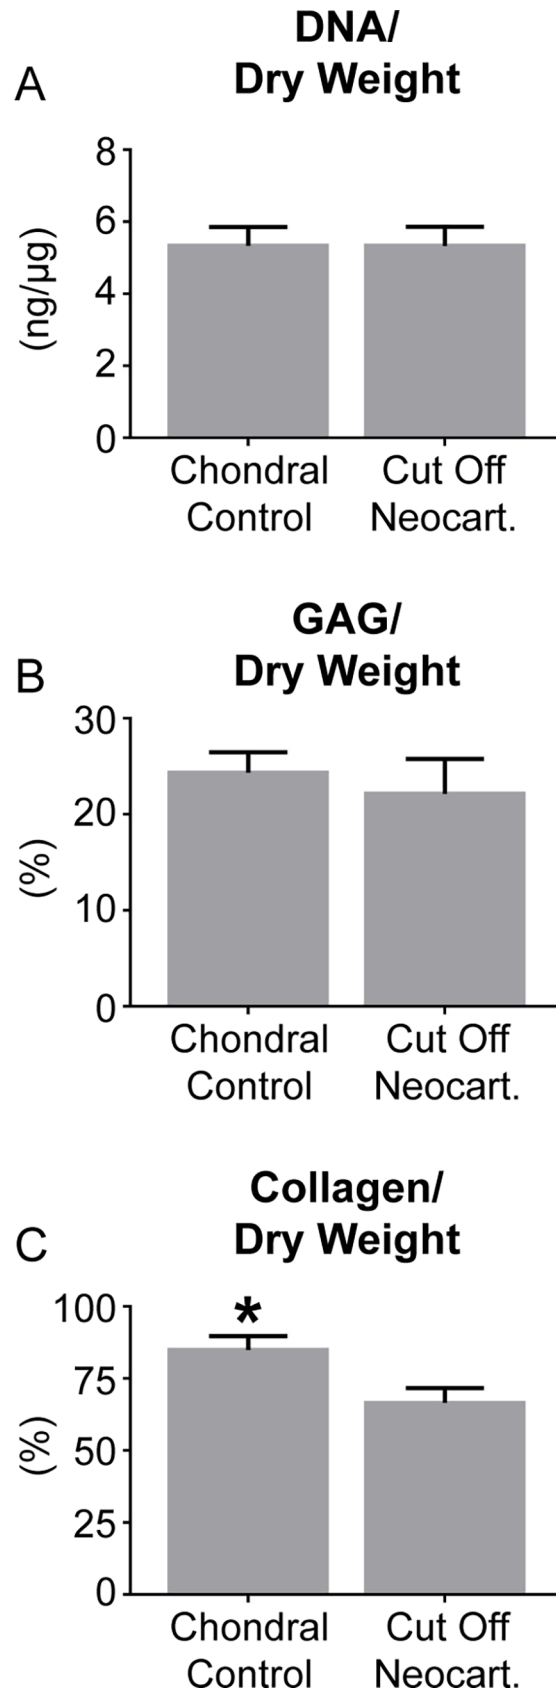 DNA/
Dry Weight
A
8
6
4
2
0
(ng/µg)
Chondral
Control
Cut Off
Neocart.
GAG/
Dry Weight
B
30
20
10
0
(%)
Chondral
Control
Cut Off
Neocart.
Collagen/
Dry Weight
C
100
75
50
25
0
(%)
*
Chondral
Control
Cut Off
Neocart.